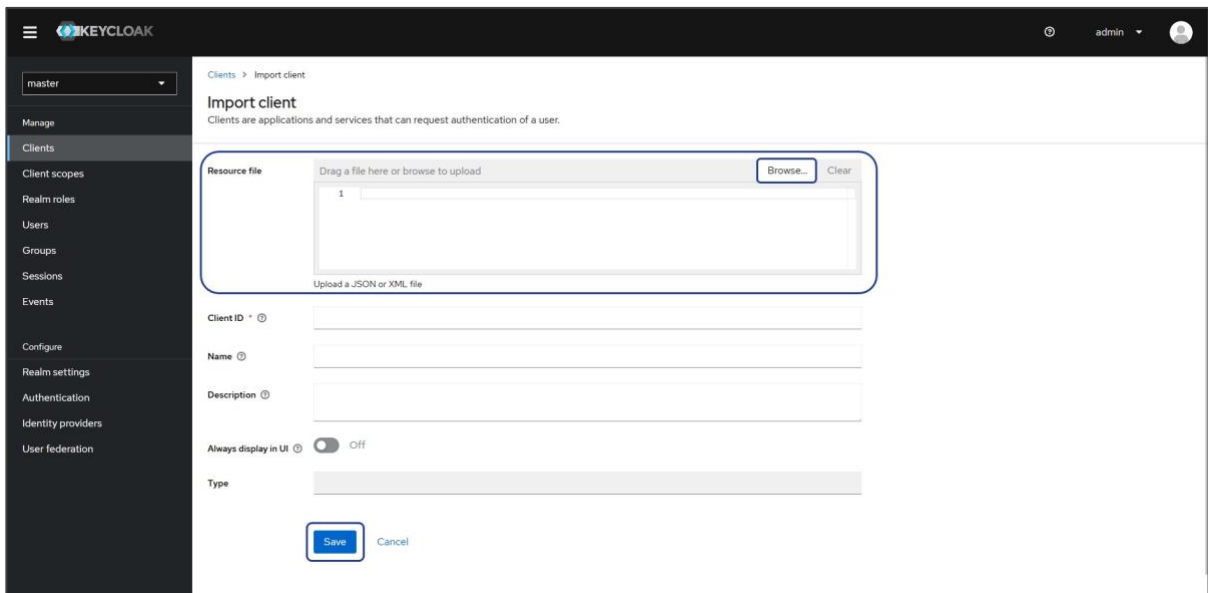 KEYCLOAK
admin
master
Manage
Clients
Client scopes
Realm roles
Users
Groups
Sessions
Events
Configure
Realm settings
Authentication
Identity providers
User federation
Clients > Import client
Import client
Clients are applications and services that can request authentication of a user.
Resource file
Drag a file here or browse to upload
Browse...
Clear
1
Upload a JSON or XML file
Client ID *
Name
Description
Always display in UI
Off
Type
Save
Cancel